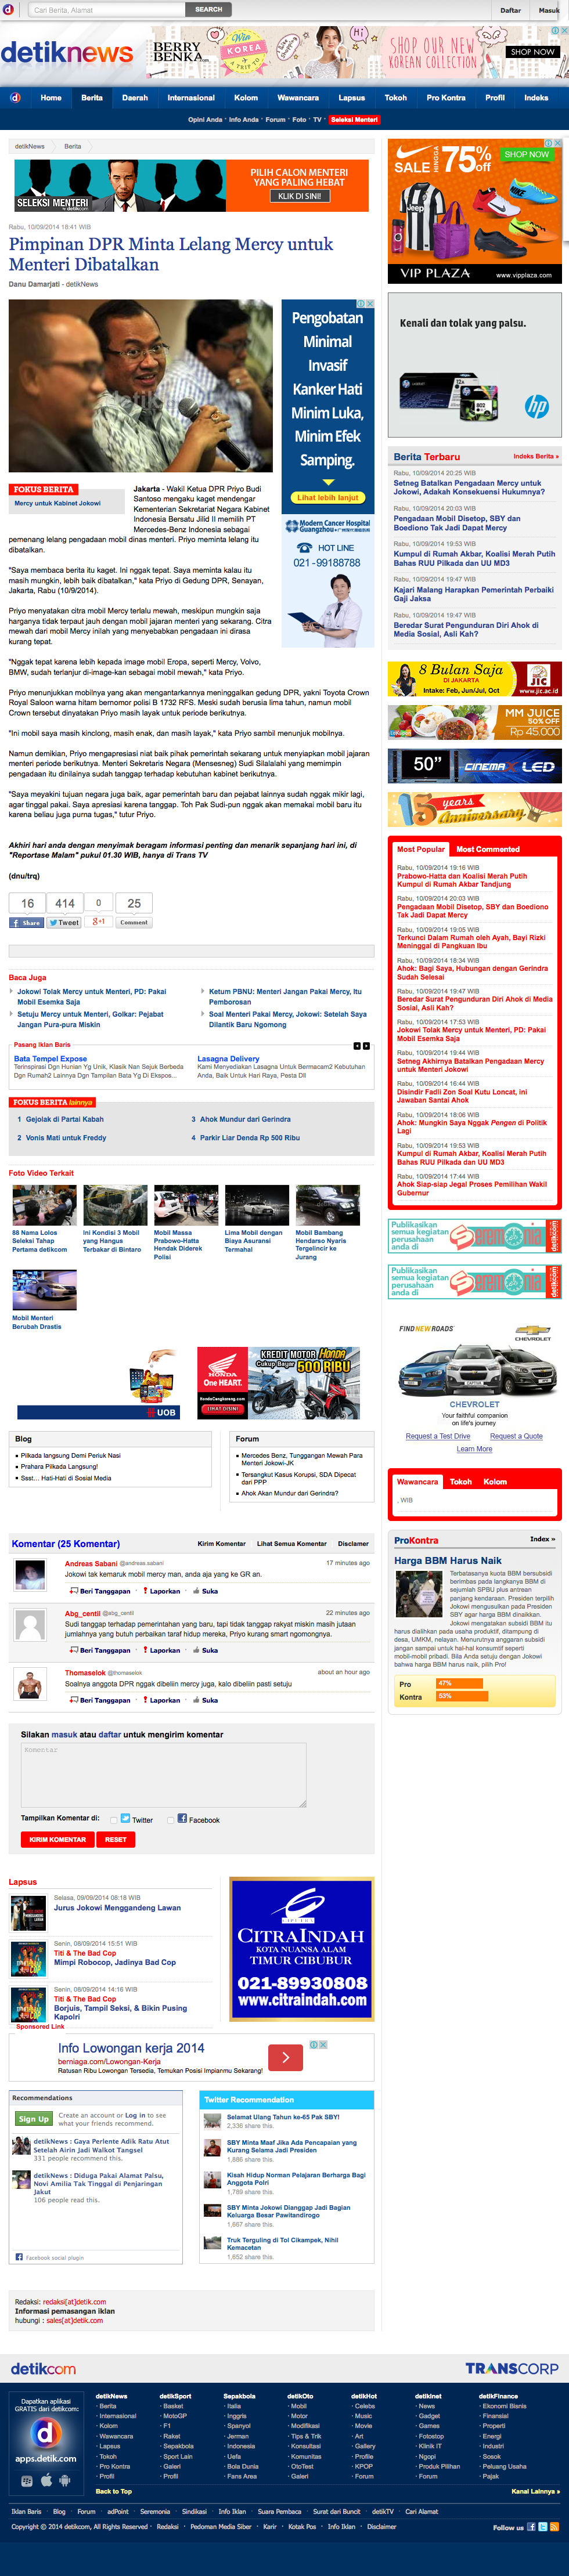 Cari Berita, Alamat
SEARCH
Daftar
Masuk
detiknews
BERRY BENKA.com
WIN a trip to KOREA
SHOP OUR NEW KOREAN COLLECTION
SHOP NOW
Home
Berita
Daerah
Internasional
Kolom
Wawancara
Lapsus
Tokoh
Pro Kontra
Profil
Indeks
Opini Anda
Info Anda
Forum
Foto
TV
Seleksi Menteri
detikNews
Berita
SELEKSI MENTERI
PILIH CALON MENTERI
YANG PALING HEBAT
KLIK DI SINI!
Rabu, 10/09/2014 16:41 WIB
Pimpinan DPR Minta Lelang Mercy untuk
Menteri Dibatalkan
Danu Damarjati - detikNews
Pengobatan
Minimal
Invasif
Kanker Hati
Minim Luka,
Minim Efek
Samping.
Lihat lebih lanjut
Modern Cancer Hospital
Guangzhou
HOT LINE
021-99188788
FOKUS BERITA
Mercy untuk Kabinet Jokowi
Jakarta - Wakil Ketua DPR Priyo Budi
Santoso mengaku kaget mendengar
Kementerian Sekretariat Negara Kabinet
Indonesia Bersatu Jilid II memilih PT
Mercedes-Benz Indonesia sebagai
pemenang lelang pengadaan mobil dinas menteri. Priyo meminta lelang itu
dibatalkan.
"Saya membaca berita itu kaget. Ini nggak tepat. Saya meminta kalau itu
masih mungkin, lebih baik dibatalkan," kata Priyo di Gedung DPR, Senayan,
Jakarta, Rabu (10/9/2014).
Priyo menyatakan citra mobil Mercy terlalu mewah, meskipun mungkin saja
harganya tidak terpaut jauh dengan mobil jajaran menteri yang sekarang. Citra
mewah dari mobil Mercy inilah yang menyebabkan pengadaan ini dirasa
kurang tepat.
"Nggak tepat karena lebih kepada image mobil Eropa, seperti Mercy, Volvo,
BMW, sudah terlanjur di-image-kan sebagai mobil mewah," kata Priyo.
Priyo menunjukkan mobilnya yang akan mengantarkannya meninggalkan gedung DPR, yakni Toyota Crown
Royal Saloon warna hitam bernomor polisi B 1732 RFS. Meski sudah berusia lima tahun, namun mobil
Crown tersebut dinyatakan Priyo masih layak untuk periode berikutnya.
"Ini mobil saya masih kinclong, masih enak, dan masih layak," kata Priyo sambil menunjuk mobilnya.
Namun demikian, Priyo mengapresiasi niat baik pihak pemerintah sekarang untuk menyiapkan mobil jajaran
menteri periode berikutnya. Menteri Sekretaris Negara (Mensesneg) Sudi Silalahi yang memimpin
pengadaan itu dinilainya sudah tanggap terhadap kebutuhan kabinet berikutnya.
"Saya meyakini tujuan negara juga baik, agar pemerintah baru dan pejabat lainnya sudah nggak mikir lagi,
agar tinggal pakai. Saya apresiasi karena tanggap. Toh Pak Sudi-pun nggak akan memakai mobil baru itu
karena beliau juga purna tugas," tutur Priyo.
Akhiri hari anda dengan menyimak beragam informasi penting dan menarik sepanjang hari ini, di
"Reportase Malam" pukul 01.30 WIB, hanya di Trans TV
(dnu/trq)
16
414
0
25
Share
Tweet
+1
Comment
Baca Juga
Jokowi Tolak Mercy untuk Menteri, PD: Pakai
Mobil Esemka Saja
Setuju Mercy untuk Menteri, Golkar: Pejabat
Jangan Pura-pura Miskin
Ketum PBNU: Menteri Jangan Pakai Mercy, Itu
Pemborosan
Soal Menteri Pakai Mercy, Jokowi: Setelah Saya
Dilantik Baru Ngomong
Pasang Iklan Baris
Bata Tempel Expose
Terinspirasi Dgn Hunian Yg Unik, Klasik Nan Sejuk Berbeda
Dgn Rumah2 Lainnya Dgn Tampilan Bata Yg Di Expos...
Lasagna Delivery
Kami Menyediakan Lasagna Untuk Bermacam2 Kebutuhan
Anda, Baik Untuk Hari Raya, Pesta Dll
FOKUS BERITA lainnya
1 Gejolak di Partai Kabah
2 Vonis Mati untuk Freddy
3 Ahok Mundur dari Gerindra
4 Parkir Liar Denda Rp 500 Ribu
Foto Video Terkait
88 Nama Lolos
Seleksi Tahap
Pertama detikcom
Ini Kondisi 3 Mobil
yang Hangus
Terbakar di Bintaro
Mobil Massa
Prabowo-Hatta
Hendak Diderek
Polisi
Lima Mobil dengan
Biaya Asuransi
Termahal
Mobil Bambang
Hendarso Nyaris
Tergelincir ke
Jurang
Mobil Menteri
Berubah Drastis
UOB
HONDA
One HEART.
KREDIT MOTOR Honda
Cukup Bayar 500 RIBU
Blog
Pilkada langsung Demi Periuk Nasi
Prahara Pilkada Langsung!
Ssst... Hati-Hati di Sosial Media
Forum
Mercedes Benz, Tunggangan Mewah Para
Menteri Jokowi-JK
Tersangkut Kasus Korupsi, SDA Dipecat
dari PPP
Ahok Akan Mundur dari Gerindra?
Komentar (25 Komentar)
Kirim Komentar
Lihat Semua Komentar
Disclamer
Andreas Sabani @andreas.sabani
17 minutes ago
Jokowi tak kemaruk mobil mercy man, anda aja yang ke GR an.
Beri Tanggapan
Laporkan
Suka
Abg_centil @abg_centil
22 minutes ago
Sudi tanggap terhadap pemerintahan yang baru, tapi tidak tanggap rakyat miskin masih jutaan
jumlahnya yang butuh perbaikan taraf hidup mereka, Priyo kurang smart ngomongnya.
Beri Tanggapan
Laporkan
Suka
Thomaselok @thomaselok
about an hour ago
Soalnya anggota DPR nggak dibeliin mercy juga, kalo dibeliin pasti setuju
Beri Tanggapan
Laporkan
Suka
Silakan masuk atau daftar untuk mengirim komentar
Komentar
Tampilkan Komentar di:
Twitter
Facebook
KIRIM KOMENTAR
RESET
Lapsus
Selasa, 09/09/2014 08:18 WIB
Jurus Jokowi Menggandeng Lawan
Senin, 08/09/2014 15:51 WIB
Titi & The Bad Cop
Mimpi Robocop, Jadinya Bad Cop
Senin, 08/09/2014 14:16 WIB
Titi & The Bad Cop
Borjuis, Tampil Seksi, & Bikin Pusing
Kapolri
CITRAINDAH
KOTA NUANSA ALAM
TIMUR CIBUBUR
021-89930808
www.citraindah.com
Sponsored Link
Info Lowongan kerja 2014
berniaga.com/Lowongan-Kerja
Ratusan Ribu Lowongan Tersedia, Temukan Posisi Impianmu Sekarang!
Recommendations
Sign Up
Create an account or Log in to see
what your friends recommend.
detikNews : Gaya Perlente Adik Ratu Atut
Setelah Airin Jadi Walkot Tangsel
331 people recommend this.
detikNews : Diduga Pakai Alamat Palsu,
Novi Amilia Tak Tinggal di Penjaringan
Jakut
106 people read this.
Facebook social plugin
Twitter Recommendation
Selamat Ulang Tahun ke-65 Pak SBY!
2,336 share this.
SBY Minta Maaf Jika Ada Pencapaian yang
Kurang Selama Jadi Presiden
1,886 share this.
Kisah Hidup Norman Pelajaran Berharga Bagi
Anggota Polri
1,789 share this.
SBY Minta Jokowi Dianggap Jadi Bagian
Keluarga Besar Pawitandirogo
1,667 share this.
Truk Terguling di Tol Cikampek, Nihil
Kemacetan
1,652 share this.
Redaksi: redaksi[at]detik.com
Informasi pemasangan iklan
hubungi : sales[at]detik.com
SALE HINGGA 75% off
SHOP NOW
VIP PLAZA
www.vipplaza.com
Kenali dan tolak yang palsu.
hp
Berita Terbaru
Indeks Berita »
Rabu, 10/09/2014 20:25 WIB
Setneg Batalkan Pengadaan Mercy untuk
Jokowi, Adakah Konsekuensi Hukumnya?
Rabu, 10/09/2014 20:03 WIB
Pengadaan Mobil Disetop, SBY dan
Boediono Tak Jadi Dapat Mercy
Rabu, 10/09/2014 19:53 WIB
Kumpul di Rumah Akbar, Koalisi Merah Putih
Bahas RUU Pilkada dan UU MD3
Rabu, 10/09/2014 19:47 WIB
Kajari Malang Harapkan Pemerintah Perbaiki
Gaji Jaksa
Rabu, 10/09/2014 19:47 WIB
Beredar Surat Pengunduran Diri Ahok di
Media Sosial, Asli Kah?
8 Bulan Saja
DI JAKARTA
Intake: Feb, Jun/Jul, Oct
JIC
www.jic.ac.id
MM JUICE
50% OFF
Rp 45.000
50" CINEMAX LED
15 years Anniversary
Most Popular
Most Commented
Rabu, 10/09/2014 19:16 WIB
Prabowo-Hatta dan Koalisi Merah Putih
Kumpul di Rumah Akbar Tandjung
Rabu, 10/09/2014 20:03 WIB
Pengadaan Mobil Disetop, SBY dan Boediono
Tak Jadi Dapat Mercy
Rabu, 10/09/2014 19:05 WIB
Terkunci Dalam Rumah oleh Ayah, Bayi Rizki
Meninggal di Pangkuan Ibu
Rabu, 10/09/2014 18:34 WIB
Ahok: Bagi Saya, Hubungan dengan Gerindra
Sudah Selesai
Rabu, 10/09/2014 19:47 WIB
Beredar Surat Pengunduran Diri Ahok di Media
Sosial, Asli Kah?
Rabu, 10/09/2014 17:53 WIB
Jokowi Tolak Mercy untuk Menteri, PD: Pakai
Mobil Esemka Saja
Rabu, 10/09/2014 19:44 WIB
Setneg Akhirnya Batalkan Pengadaan Mercy
untuk Menteri Jokowi
Rabu, 10/09/2014 16:44 WIB
Disindir Fadli Zon Soal Kutu Loncat, ini
Jawaban Santai Ahok
Rabu, 10/09/2014 18:06 WIB
Ahok: Mungkin Saya Nggak Pengen di Politik
Lagi
Rabu, 10/09/2014 19:53 WIB
Kumpul di Rumah Akbar, Koalisi Merah Putih
Bahas RUU Pilkada dan UU MD3
Rabu, 10/09/2014 17:44 WIB
Ahok Siap-siap Jegal Proses Pemilihan Wakil
Gubernur
Publikasikan
semua kegiatan
perusahaan
anda di
Publikasikan
semua kegiatan
perusahaan
anda di
FIND NEW ROADS
CHEVROLET
CHEVROLET
Your faithful companion
on life's journey
Request a Test Drive
Request a Quote
Learn More
Wawancara
Tokoh
Kolom
, WIB
ProKontra
Index »
Harga BBM Harus Naik
Terbatasanya kuota BBM bersubsidi
berimbas pada langkanya BBM di
sejumlah SPBU plus antrean
panjang kendaraan. Presiden terpilih
Jokowi mengusulkan pada Presiden
SBY agar harga BBM dinaikkan.
Jokowi mengatakan subsidi BBM itu
harus dialihkan pada usaha produktif, ditampung di
desa, UMKM, nelayan. Menurutnya anggaran subsidi
jangan sampai untuk hal-hal konsumtif seperti
mobil-mobil pribadi. Bila Anda setuju dengan Jokowi
bahwa harga BBM harus naik, pilih Pro!
Pro 47%
Kontra 53%
detikcom
TRANSCORP
Dapatkan aplikasi
GRATIS dari detikcom:
apps.detik.com
detikNews
Berita
Internasional
Kolom
Wawancara
Lapsus
Tokoh
Pro Kontra
Profil
detikSport
Basket
MotoGP
F1
Raket
Sepakbola
Sport Lain
Galeri
Profil
Sepakbola
Italia
Inggris
Spanyol
Jerman
Indonesia
Uefa
Bola Dunia
Fans Area
detikOto
Mobil
Motor
Modifikasi
Tips & Trik
Konsultasi
Komunitas
OtoTest
Galeri
detikHot
Celebs
Music
Movie
Art
Gallery
Profile
KPOP
Forum
detikInet
News
Gadget
Games
Fotostop
Klinik IT
Ngopi
Produk Pilihan
Forum
detikFinance
Ekonomi Bisnis
Finansial
Properti
Energi
Industri
Sosok
Peluang Usaha
Pajak
Back to Top
Kanal Lainnya »
Iklan Baris
Blog
Forum
adPoint
Seremonia
Sindikasi
Info Iklan
Suara Pembaca
Surat dari Buncit
detikTV
Cari Alamat
Copyright © 2014 detikcom, All Rights Reserved
Redaksi
Pedoman Media Siber
Karir
Kotak Pos
Info Iklan
Disclaimer
Follow us